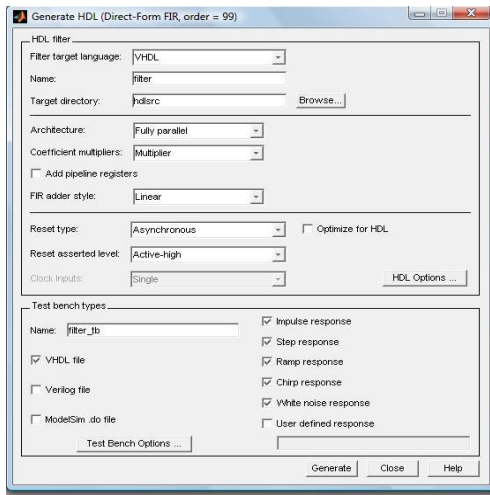 Generate HDL (Direct-Form FIR, order = 99)
HDL filter
Filter target language: VHDL
Name: filter
Target directory: hdlsrc Browse...
Architecture: Fully parallel
Coefficient multipliers: Multiplier
Add pipeline registers
FIR adder style: Linear
Reset type: Asynchronous Optimize for HDL
Reset asserted level: Active-high
Clock Inputs: Single HDL Options ...
Test bench types
Name: filter_tb
VHDL file
Verilog file
ModelSim .do file
Test Bench Options ...
Impulse response
Step response
Ramp response
Chirp response
White noise response
User defined response
Generate Close Help